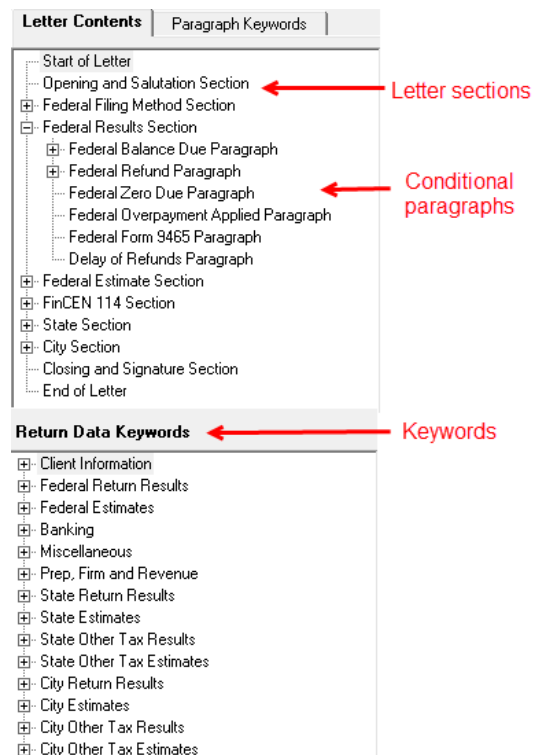 Letter Contents Paragraph Keywords
Start of Letter
Opening and Salutation Section
Letter sections
Federal Filing Method Section
Federal Results Section
Federal Balance Due Paragraph
Federal Refund Paragraph
Conditional
Federal Zero Due Paragraph
paragraphs
Federal Overpayment Applied Paragraph
Federal Form 9465 Paragraph
Delay of Refunds Paragraph
Federal Estimate Section
FinCEN 114 Section
State Section
City Section
Closing and Signature Section
End of Letter
Return Data Keywords
Keywords
Client Information
Federal Return Results
Federal Estimates
Banking
Miscellaneous
Prep, Firm and Revenue
State Return Results
State Estimates
State Other Tax Results
State Other Tax Estimates
City Return Results
City Estimates
City Other Tax Results
City Other Tax Estimates